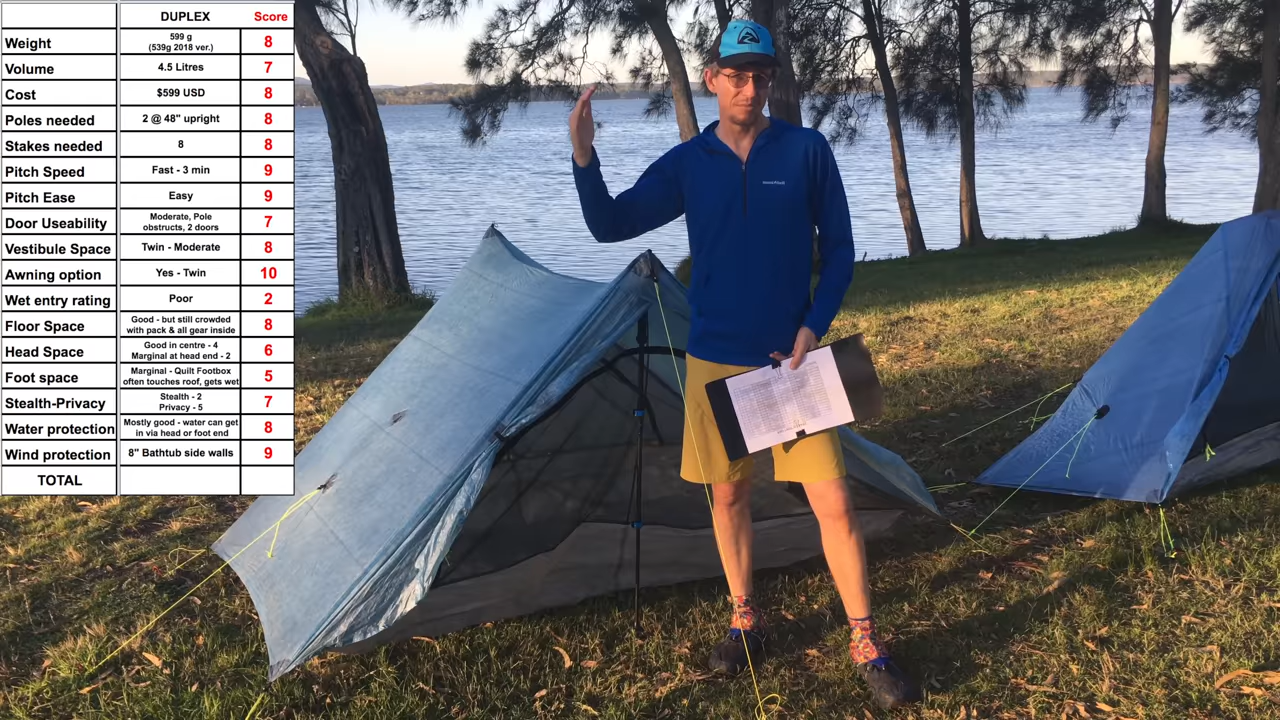 DUPLEX Score
Weight 599 g (539g 2018 ver.) 8
Volume 4.5 Litres 7
Cost $599 USD 8
Poles needed 2 @ 48" upright 8
Stakes needed 8 8
Pitch Speed Fast - 3 min 9
Pitch Ease Easy 9
Door Useability Moderate, Pole obstructs, 2 doors 7
Vestibule Space Twin - Moderate 8
Awning option Yes - Twin 10
Wet entry rating Poor 2
Floor Space Good - but still crowded with pack & all gear inside 8
Head Space Good in centre - 4 Marginal at head end - 2 6
Foot space Marginal - Quilt Footbox often touches roof, gets wet 5
Stealth-Privacy Stealth - 2 Privacy - 5 7
Water protection Mostly good - water can get in via head or foot end 8
Wind protection 8" Bathtub side walls 9
TOTAL